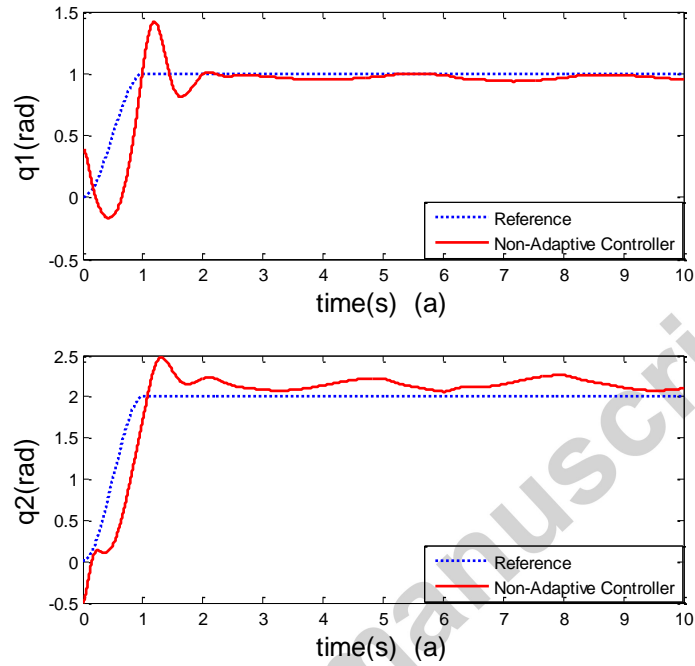 1.5
1
0.5
0
-0.5
q1(rad)
Reference
Non-Adaptive Controller
0 1 2 3 4 5 6 7 8 9 10
time(s) (a)
2.5
2
1.5
1
0.5
0
-0.5
q2(rad)
Reference
Non-Adaptive Controller
0 1 2 3 4 5 6 7 8 9 10
time(s) (a)
manuscri